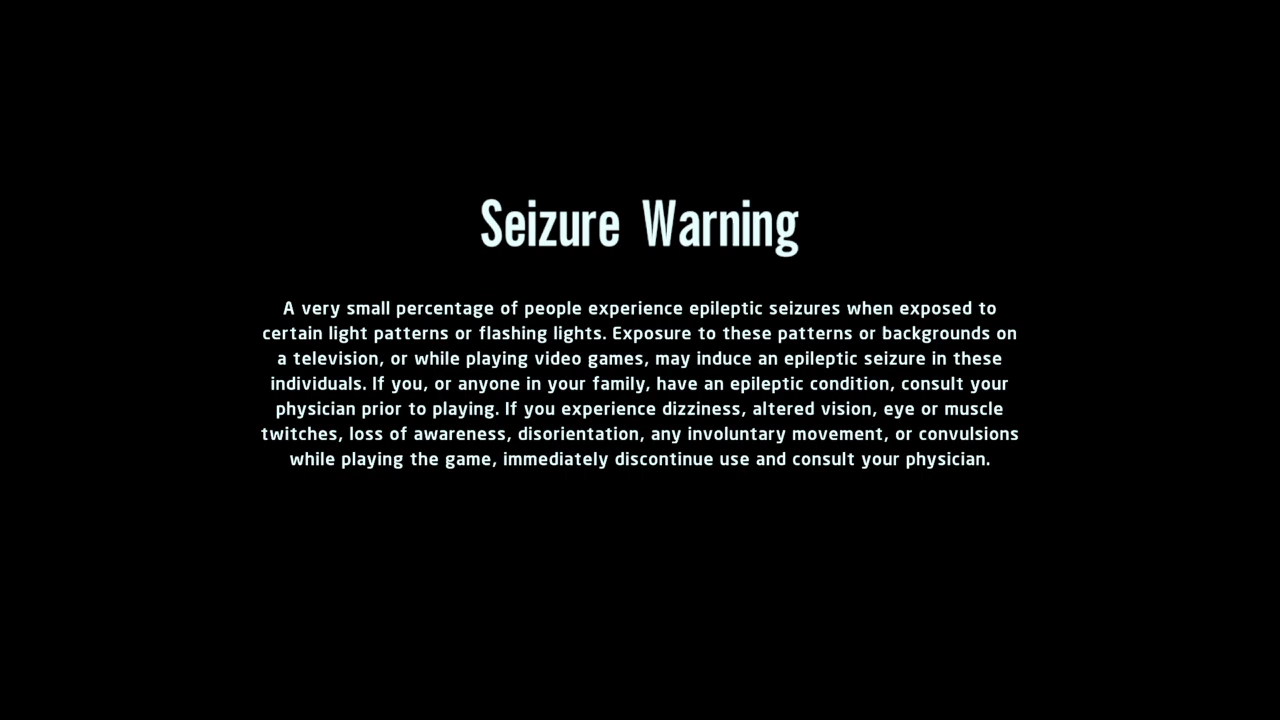 Seizure Warning
A very small percentage of people experience epileptic seizures when exposed to
certain light patterns or flashing lights. Exposure to these patterns or backgrounds on
a television, or while playing video games, may induce an epileptic seizure in these
individuals. If you, or anyone in your family, have an epileptic condition, consult your
physician prior to playing. If you experience dizziness, altered vision, eye or muscle
twitches, loss of awareness, disorientation, any involuntary movement, or convulsions
while playing the game, immediately discontinue use and consult your physician.